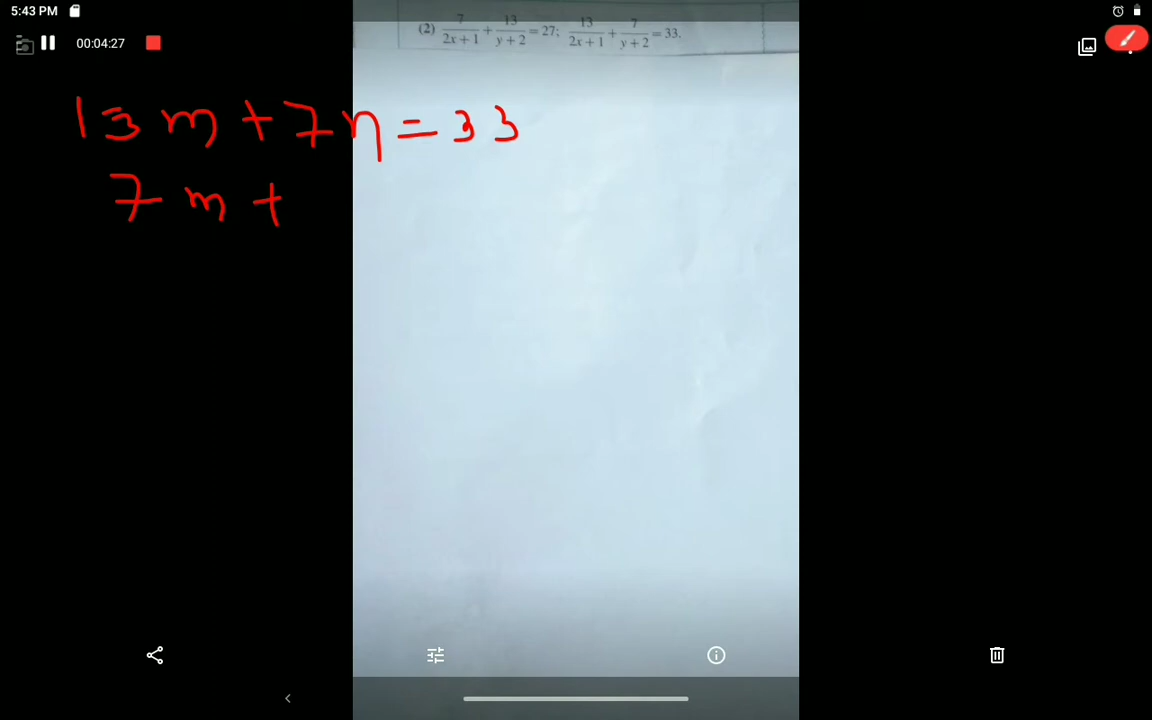 5:43 PM
00:04:27
(2) 7/(2x+1) + 13/(y+2) = 27; 13/(2x+1) + 7/(y+2) = 33.
13m+7n=33
7m+